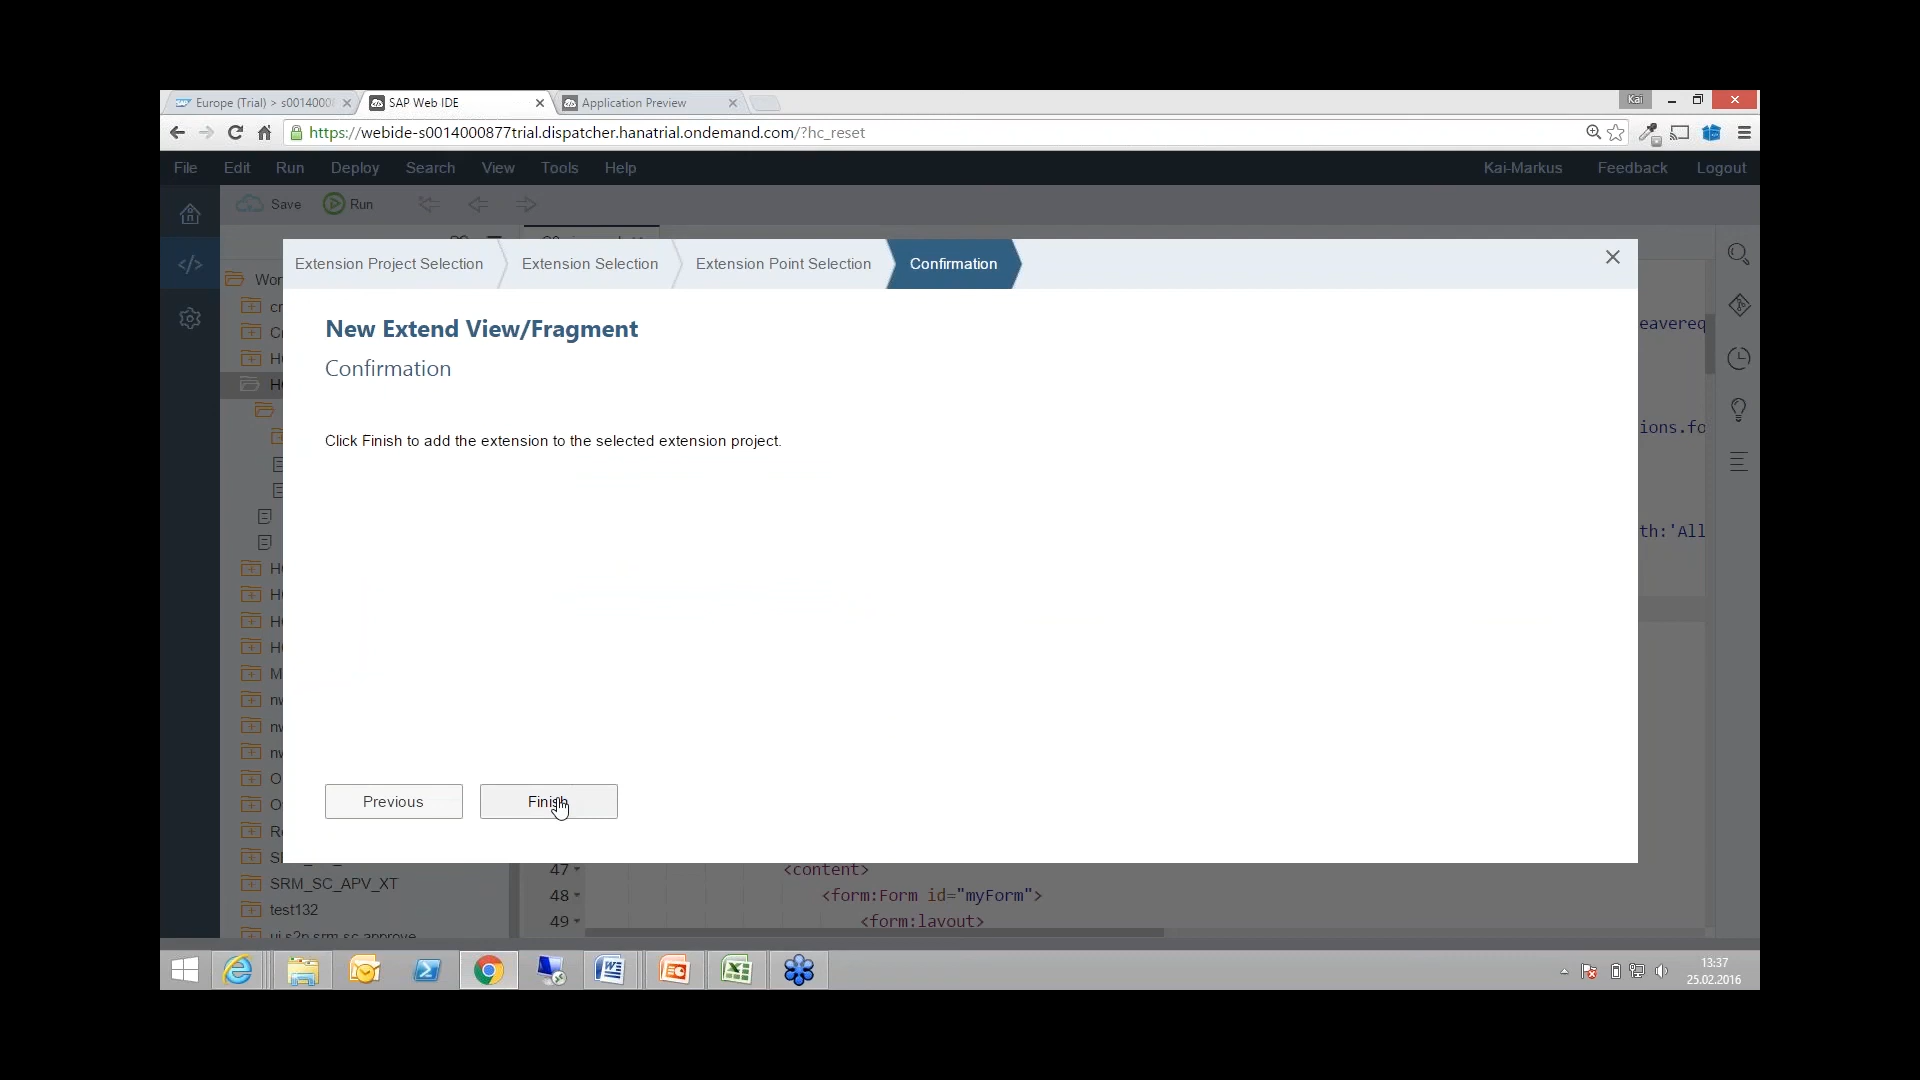 Europe (Trial) > s0014000
SAP Web IDE
Application Preview
Kai
https://webide-s0014000877trial.dispatcher.hanatrial.ondemand.com/?hc_reset
File Edit Run Deploy Search View Tools Help
Kai-Markus Feedback Logout
Save Run
Extension Project Selection Extension Selection Extension Point Selection Confirmation
New Extend View/Fragment
Confirmation
Click Finish to add the extension to the selected extension project.
Previous Finish
eavereq
ions.fo
th:'All
SRM_SC_APV_XT
test132
47 <content>
48 <form:Form id="myForm">
49 <form:layout>
13:37
25.02.2016